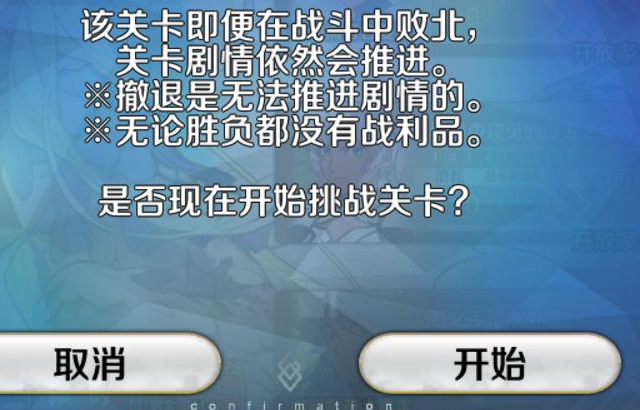 该关卡即便在战斗中败北，
关卡剧情依然会推进。
※撤退是无法推进剧情的。
※无论胜负都没有战利品。
是否现在开始挑战关卡？
取消
开始
confirmation